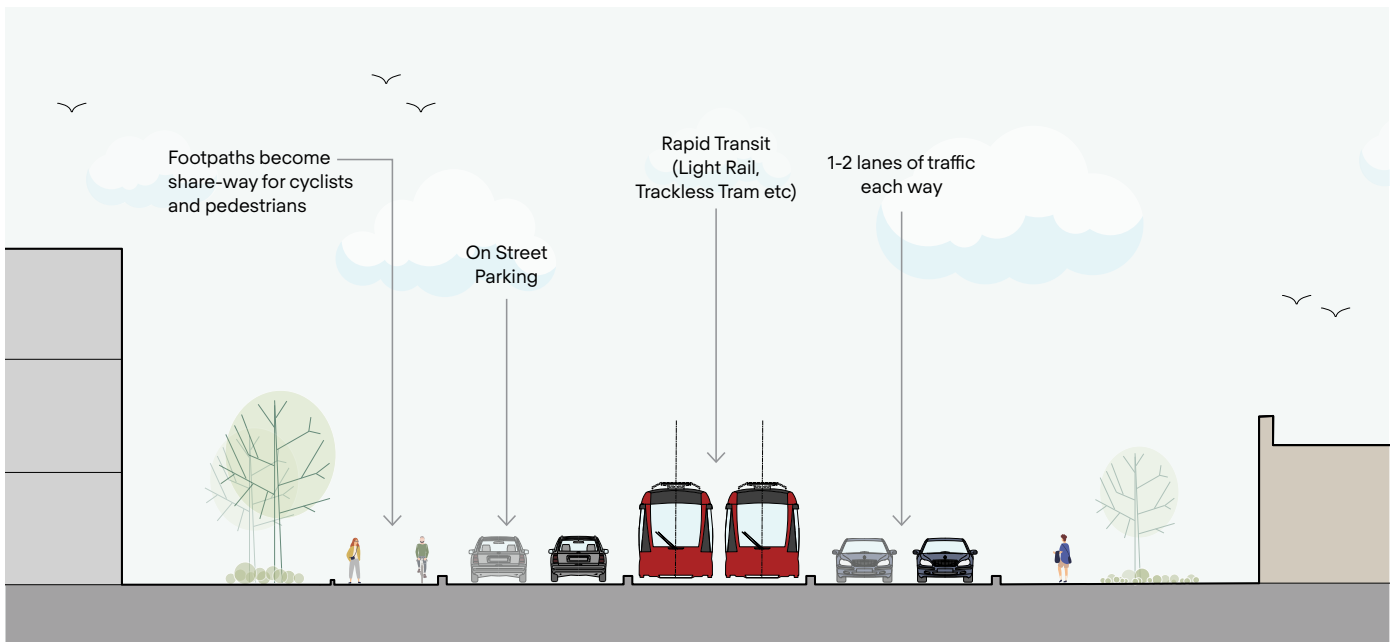 Footpaths become
share-way for cyclists
and pedestrians
On Street
Parking
Rapid Transit
(Light Rail,
Trackless Tram etc)
1-2 lanes of traffic
each way